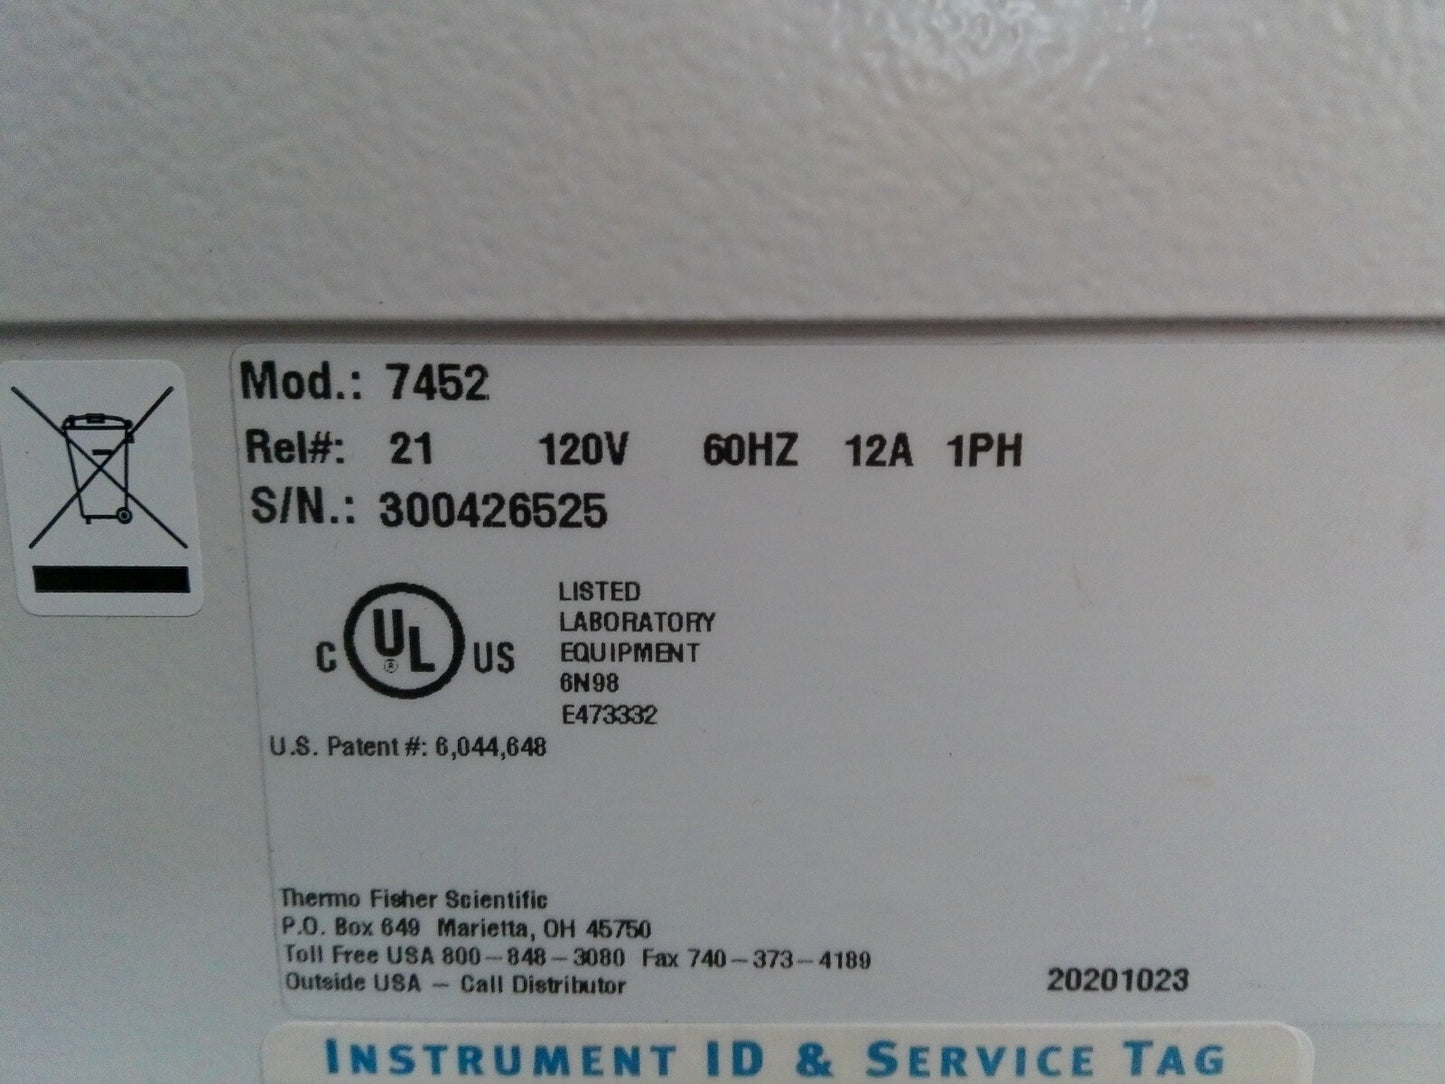 Mod.: 7452
Rel#: 21 120V 60HZ 12A 1PH
S/N.: 300426525
C UL ® US
LISTED
LABORATORY
EQUIPMENT
6N98
E473332
U.S. Patent #: 6,044,648
Thermo Fisher Scientific
P.O. Box 649 Marietta, OH 45750
Toll Free USA 800-848-3080 Fax 740-373-4189
Outside USA - Call Distributor
20201023
INSTRUMENT ID & SERVICE TAG